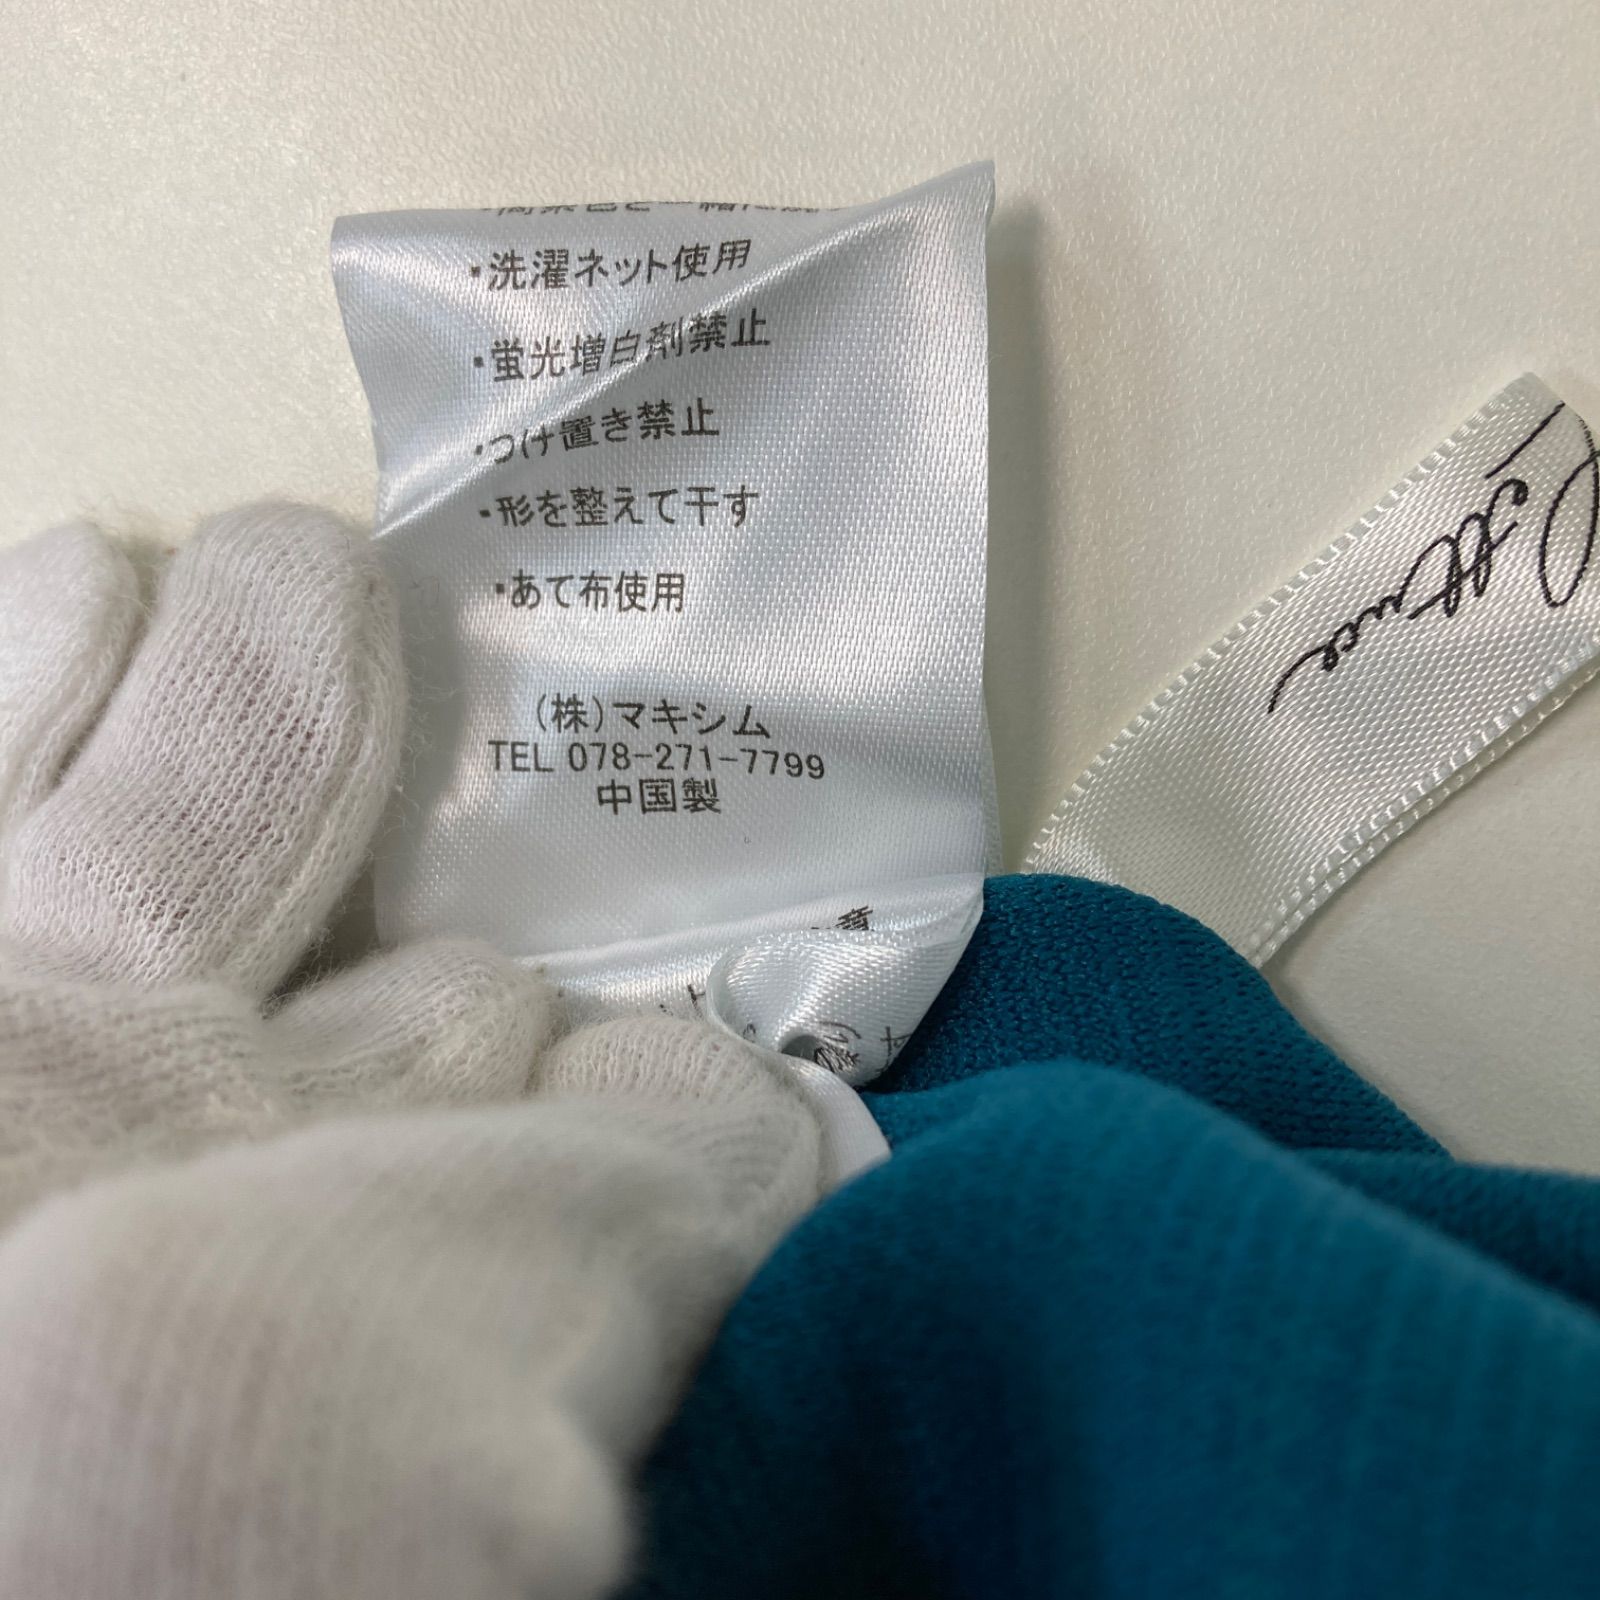 ・洗濯ネット使用
・蛍光増白剤禁止
・つけ置き禁止
・形を整えて干す
・あて布使用
(株)マキシム
TEL 078-271-7799
中国製
意